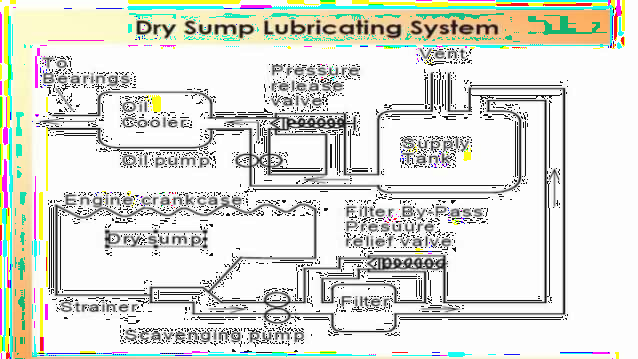 Dry Sump Lubricating System
Vent
To
Bearings
Pressure
release
valve
Oil
Cooler
Supply
Tank
Oil pump
Engine crankcase
Filter By-Pass
Presuure
relief valve
Dry sump
Strainer
Filter
Scavenging pump